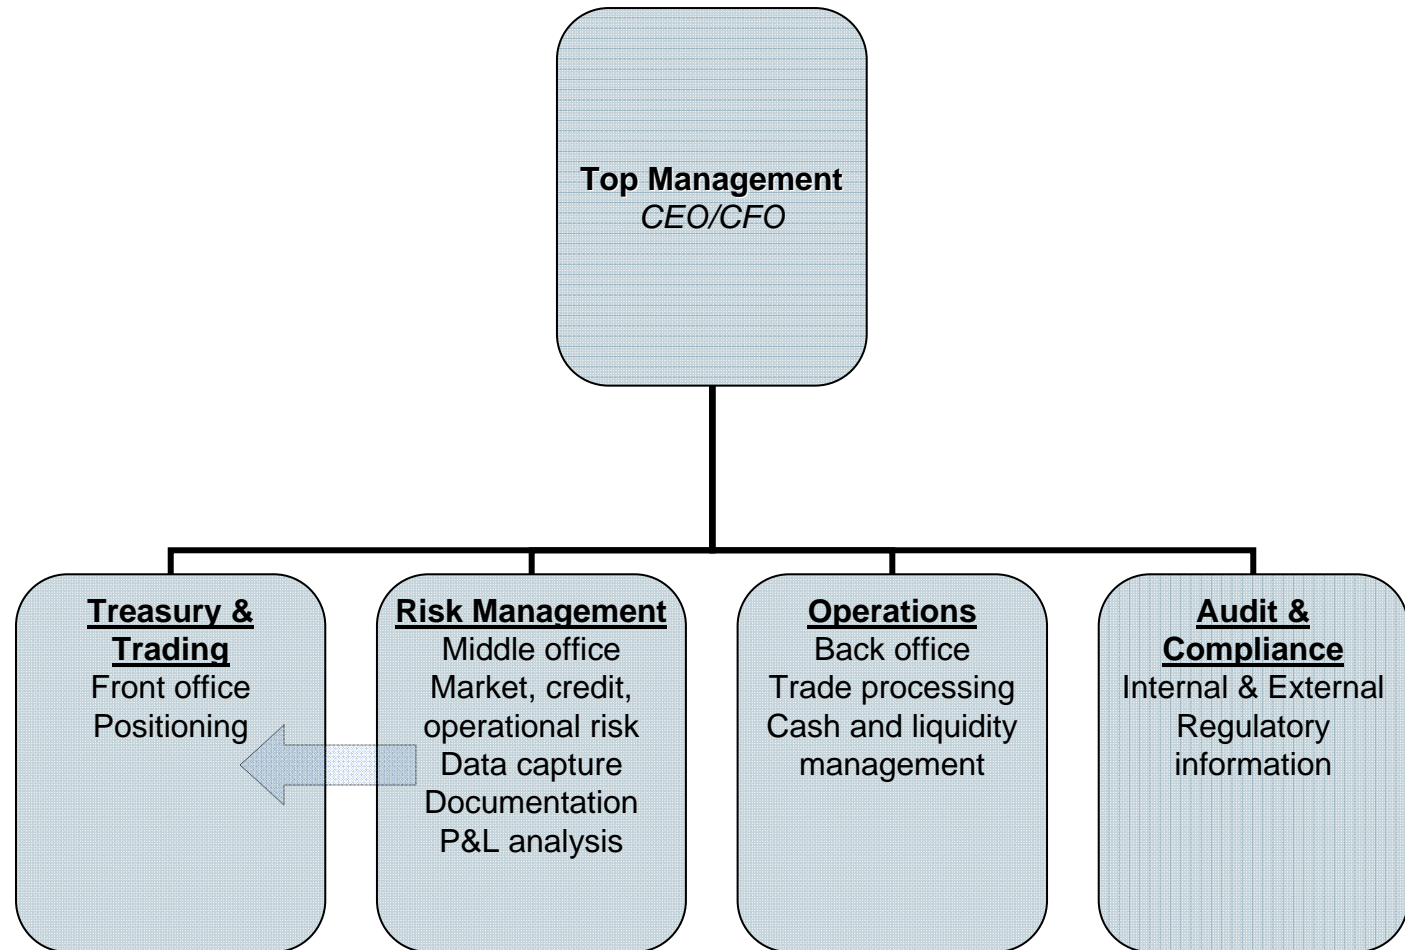 Top Management
CEO/CFO
Treasury &
Trading
Front office
Positioning
Risk Management
Middle office
Market, credit,
operational risk
Data capture
Documentation
P&L analysis
Operations
Back office
Trade processing
Cash and liquidity
management
Audit &
Compliance
Internal & External
Regulatory
information